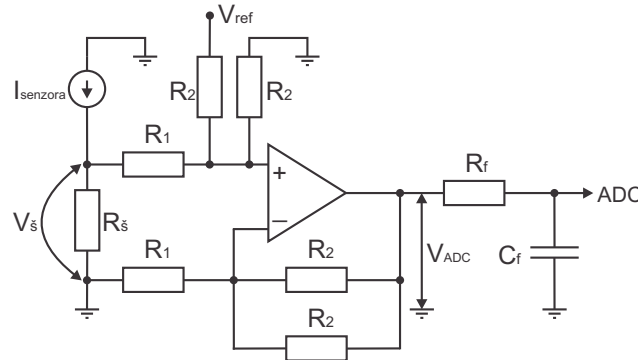 Vref
Isenzora
R2
R2
R1
+
Rf
ADC
Vš
Rš
−
R1
VADC
Cf
R2
R2